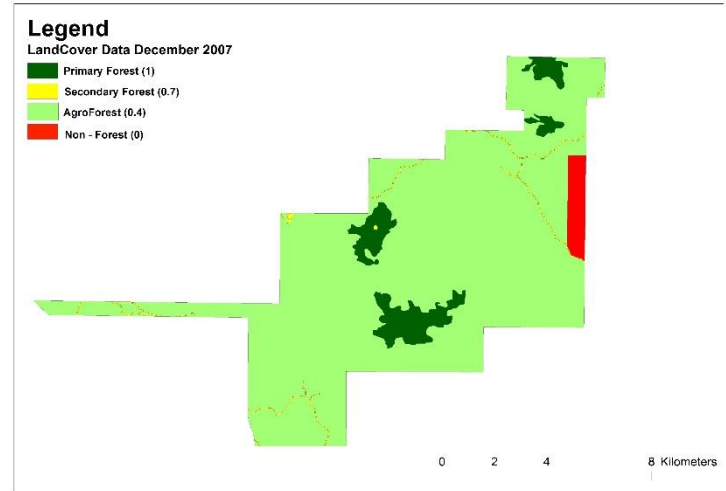 Legend
LandCover Data December 2007
Primary Forest (1)
Secondary Forest (0.7)
AgroForest (0.4)
Non - Forest (0)
0 2 4 8 Kilometers